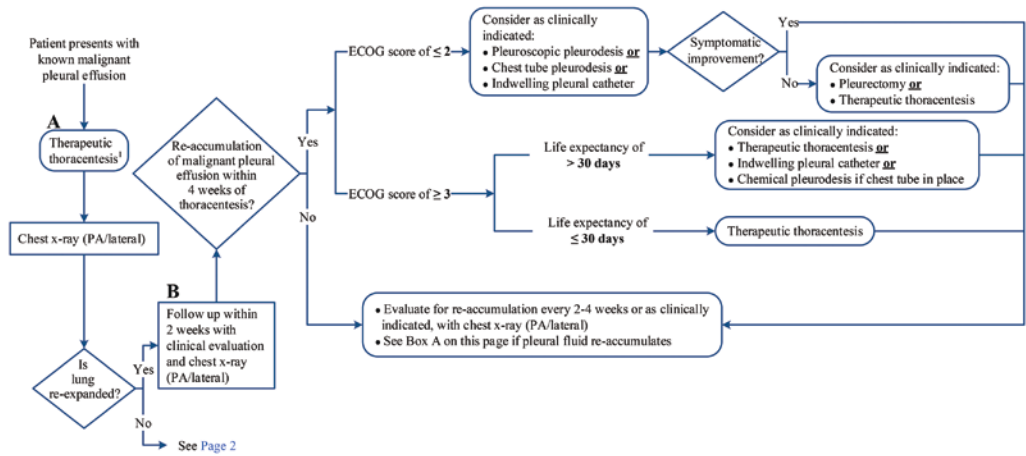 Patient presents with
known malignant
pleural effusion
A
Therapeutic
thoracentesis¹
Chest x-ray (PA/lateral)
Is
lung
re-expanded?
Yes
No
See Page 2
B
Follow up within
2 weeks with
clinical evaluation
and chest x-ray
(PA/lateral)
Re-accumulation
of malignant pleural
effusion within
4 weeks of
thoracentesis?
Yes
No
ECOG score of ≤ 2
Consider as clinically
indicated:
• Pleuroscopic pleurodesis or
• Chest tube pleurodesis or
• Indwelling pleural catheter
Symptomatic
improvement?
Yes
No
Consider as clinically indicated:
• Pleurectomy or
• Therapeutic thoracentesis
ECOG score of ≥ 3
Life expectancy of
> 30 days
Consider as clinically indicated:
• Therapeutic thoracentesis or
• Indwelling pleural catheter or
• Chemical pleurodesis if chest tube in place
Life expectancy of
≤ 30 days
Therapeutic thoracentesis
• Evaluate for re-accumulation every 2-4 weeks or as clinically
indicated, with chest x-ray (PA/lateral)
• See Box A on this page if pleural fluid re-accumulates